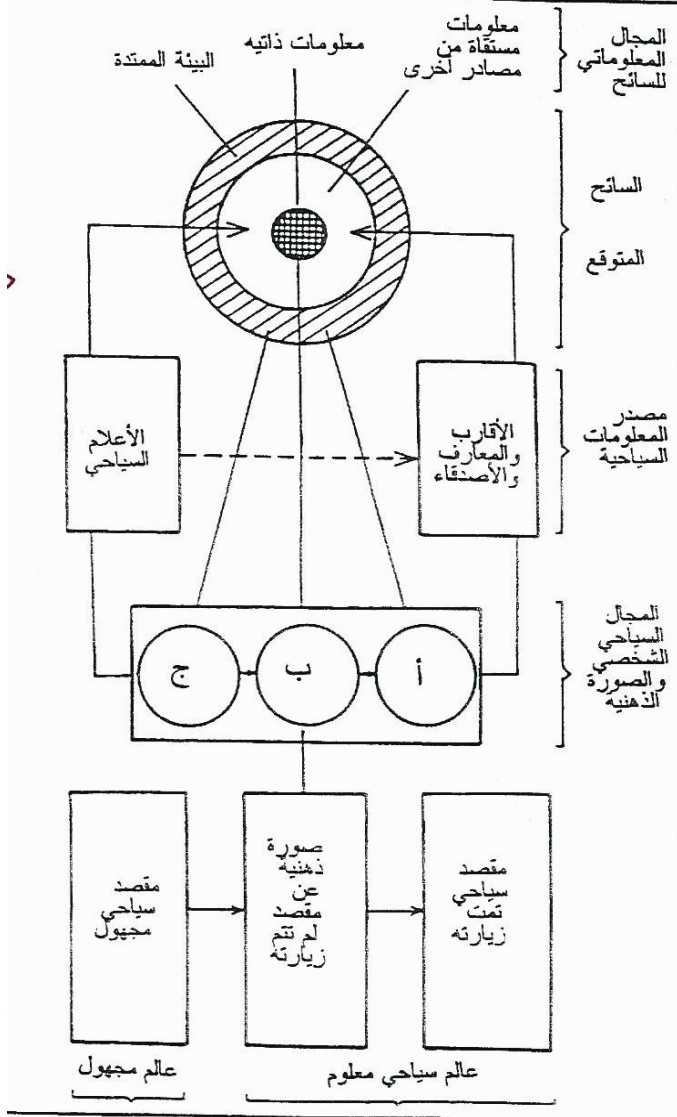 معلومات
مستقاة من
مصادر أخرى
معلومات ذاتيه
البيئة الممتدة
المجال
المعلوماتي
للسائح
السائح
المتوقع
مصدر
المعلومات
السياحية
الأقارب
والمعارف
والأصدقاء
الأعلام
السياحي
المجال
السياحي
الشخصي
والصورة
الذهنية
أ
ب
ج
مقصد
سياحي
تمت
زيارته
صورة
ذهنية
عن
مقصد
لم تتم
زيارته
مقصد
سياحي
مجهول
عالم سياحي معلوم
عالم مجهول